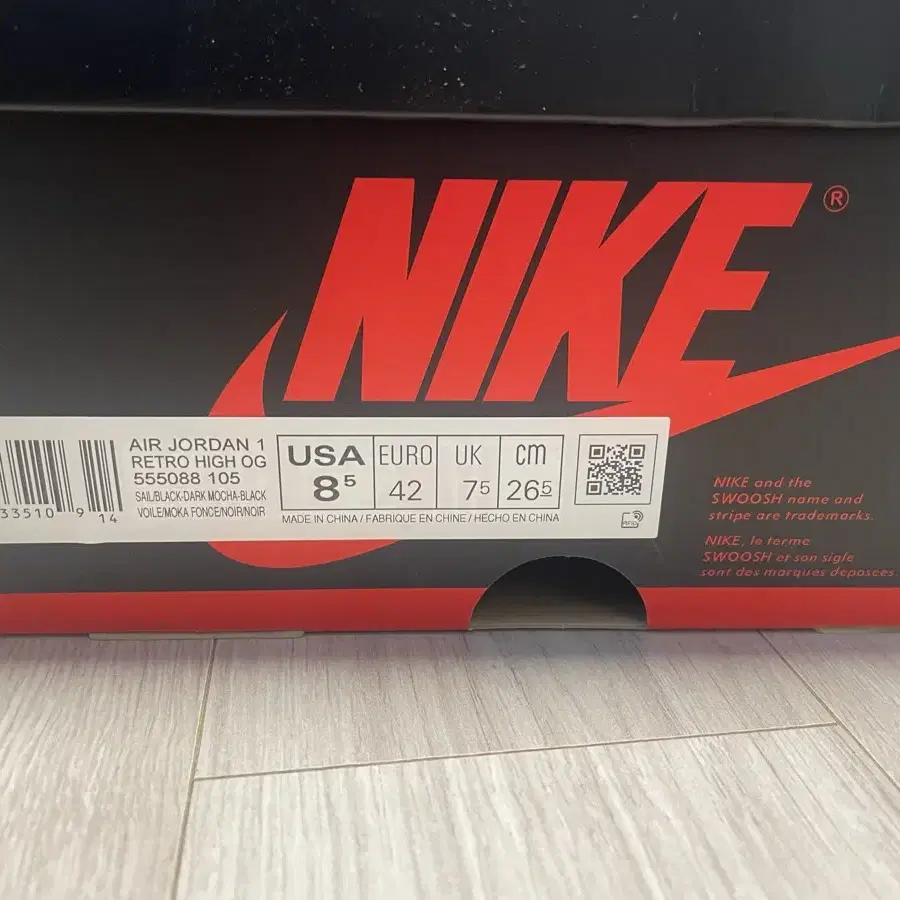 NIKE ®
AIR JORDAN 1
RETRO HIGH OG
555088 105
SAIL/BLACK-DARK MOCHA-BLACK
VOILE/MOKA FONCE/NOIR/NOIR
33510 9 14
USA EURO UK cm
8⁵ 42 7⁵ 26⁵
MADE IN CHINA / FABRIQUE EN CHINE / HECHO EN CHINA
RFID
NIKE and the
SWOOSH name and
stripe are trademarks.
NIKE, le terme
SWOOSH et son sigle
sont des marques deposees